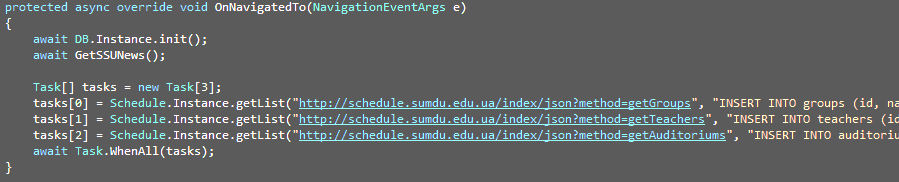 protected async override void OnNavigatedTo(NavigationEventArgs e)
{
await DB.Instance.init();
await GetSSUNews();
Task[] tasks = new Task[3];
tasks[0] = Schedule.Instance.getList("http://schedule.sumdu.edu.ua/index/json?method=getGroups", "INSERT INTO groups (id, na
tasks[1] = Schedule.Instance.getList("http://schedule.sumdu.edu.ua/index/json?method=getTeachers", "INSERT INTO teachers (id
tasks[2] = Schedule.Instance.getList("http://schedule.sumdu.edu.ua/index/json?method=getAuditoriums", "INSERT INTO auditoriu
await Task.WhenAll(tasks);
}